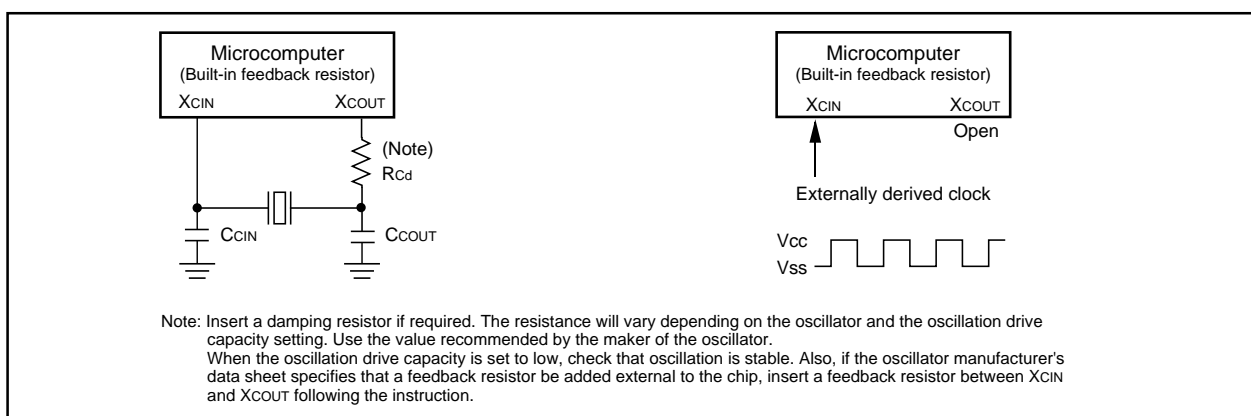 Microcomputer
(Built-in feedback resistor)
XCIN XCOUT
(Note)
RCd
CCIN CCOUT
Microcomputer
(Built-in feedback resistor)
XCIN XCOUT
Open
Externally derived clock
Vcc
Vss
Note: Insert a damping resistor if required. The resistance will vary depending on the oscillator and the oscillation drive
capacity setting. Use the value recommended by the maker of the oscillator.
When the oscillation drive capacity is set to low, check that oscillation is stable. Also, if the oscillator manufacturer's
data sheet specifies that a feedback resistor be added external to the chip, insert a feedback resistor between XCIN
and XCOUT following the instruction.